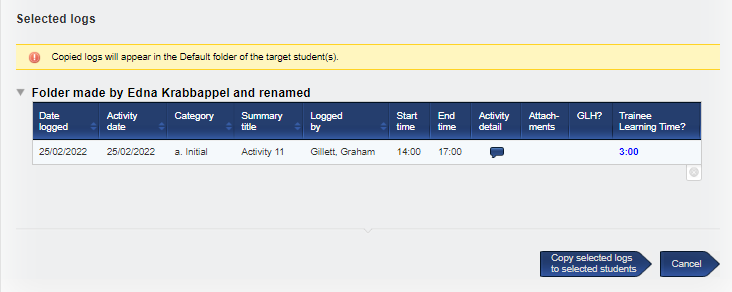 Selected logs
Copied logs will appear in the Default folder of the target student(s).
Folder made by Edna Krabbappel and renamed
Date logged Activity date Category Summary title Logged by Start time End time Activity detail Attach-ments GLH? Trainee Learning Time?
25/02/2022 25/02/2022 a. Initial Activity 11 Gillett, Graham 14:00 17:00 3:00
Copy selected logs
to selected students
Cancel